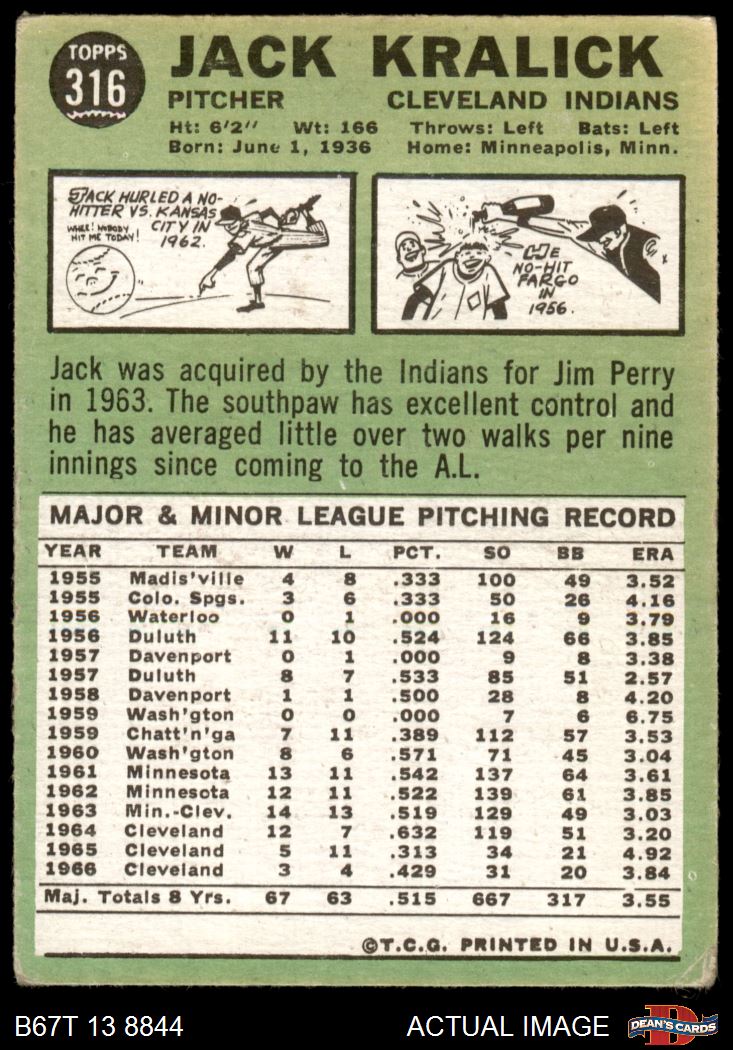 TOPPS
316
JACK KRALICK
PITCHER CLEVELAND INDIANS
Ht: 6'2" Wt: 166 Throws: Left Bats: Left
Born: June 1, 1936 Home: Minneapolis, Minn.
JACK HURLED A NO-
HITTER VS. KANSAS
CITY IN
1962.
WHEE! NOBODY
HIT ME TODAY!
HE
NO-HIT
FARGO
IN
1956.
Jack was acquired by the Indians for Jim Perry
in 1963. The southpaw has excellent control and
he has averaged little over two walks per nine
innings since coming to the A.L.
MAJOR & MINOR LEAGUE PITCHING RECORD
YEAR TEAM W L PCT. SO BB ERA
1955 Madis'ville 4 8 .333 100 49 3.52
1955 Colo. Spgs. 3 6 .333 50 26 4.16
1956 Waterloo 0 1 .000 16 9 3.79
1956 Duluth 11 10 .524 124 66 3.85
1957 Davenport 0 1 .000 9 8 3.38
1957 Duluth 8 7 .533 85 51 2.57
1958 Davenport 1 1 .500 28 8 4.20
1959 Wash'gton 0 0 .000 7 6 6.75
1959 Chatt'n'ga 7 11 .389 112 57 3.53
1960 Wash'gton 8 6 .571 71 45 3.04
1961 Minnesota 13 11 .542 137 64 3.61
1962 Minnesota 12 11 .522 139 61 3.85
1963 Min.-Clev. 14 13 .519 129 49 3.03
1964 Cleveland 12 7 .632 119 51 3.20
1965 Cleveland 5 11 .313 34 21 4.92
1966 Cleveland 3 4 .429 31 20 3.84
Maj. Totals 8 Yrs. 67 63 .515 667 317 3.55
©T.C.G. PRINTED IN U.S.A.
B67T 13 8844 ACTUAL IMAGE
D
DEAN'S CARDS